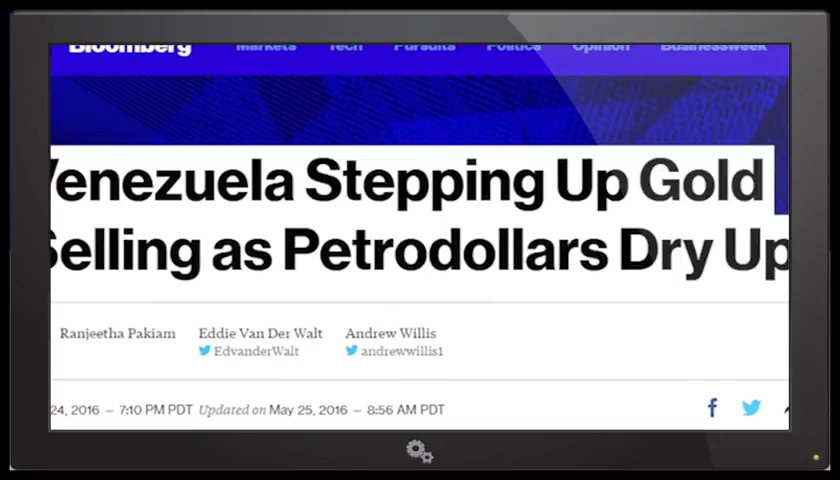 Bloomberg Markets Tech Pursuits Politics Opinion Businessweek
Venezuela Stepping Up Gold
Selling as Petrodollars Dry Up
Ranjeetha Pakiam Eddie Van Der Walt Andrew Willis
EdvanderWalt andrewwillis1
24, 2016 – 7:10 PM PDT Updated on May 25, 2016 – 8:56 AM PDT